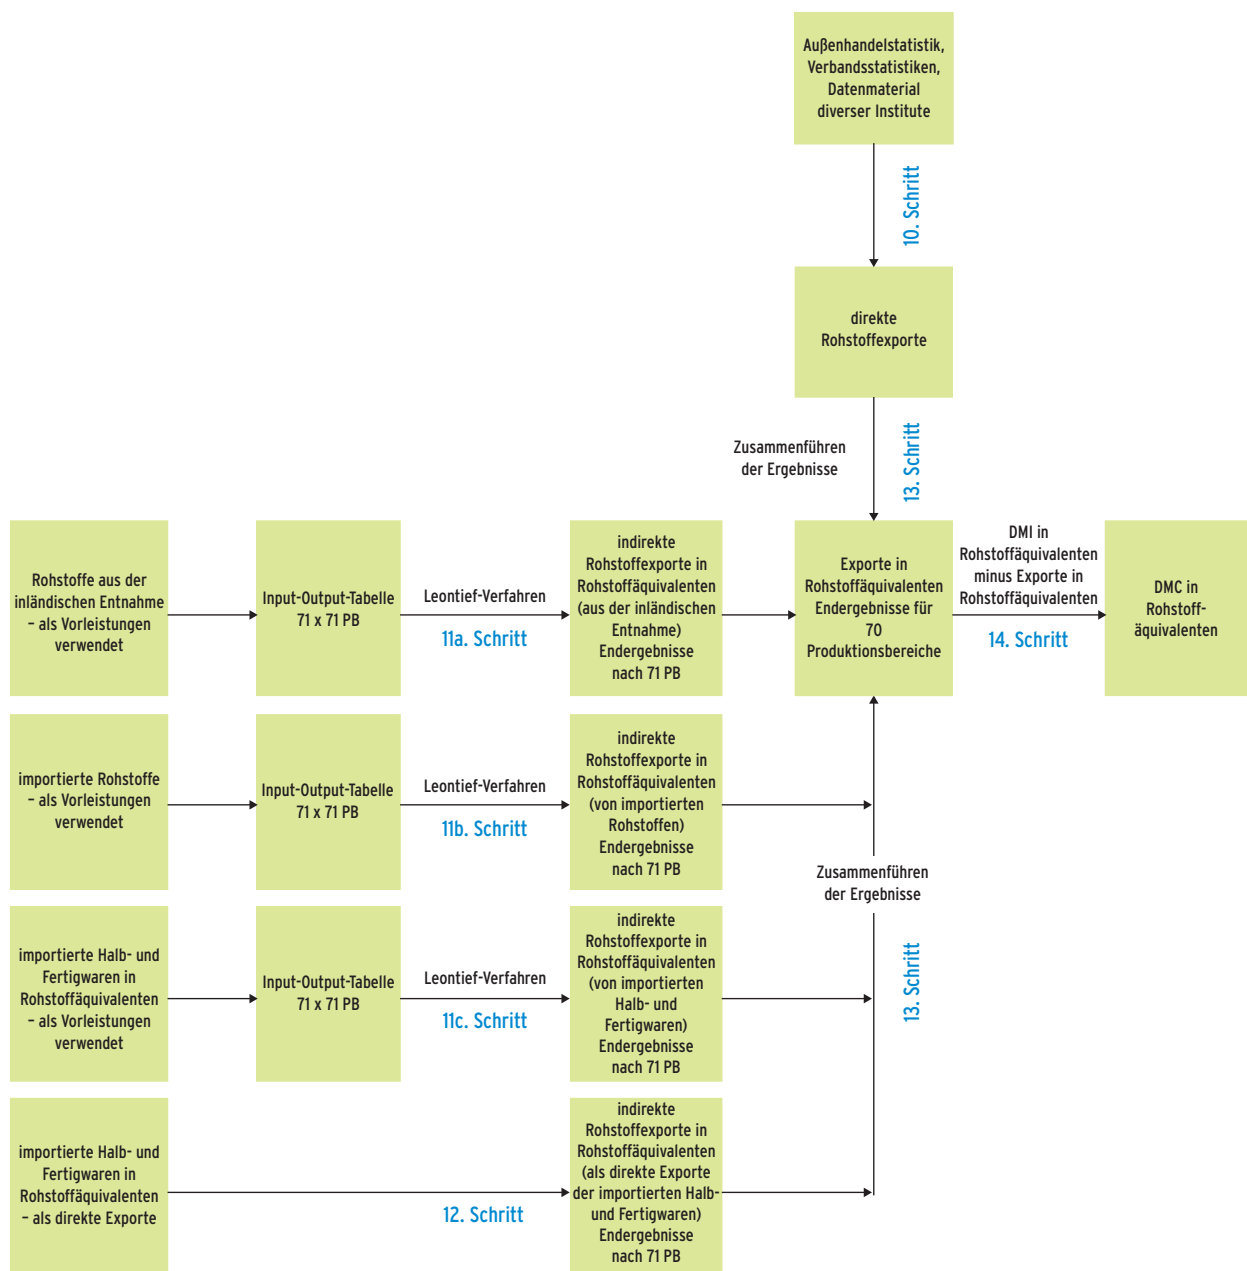 Außenhandelstatistik,
Verbandsstatistiken,
Datenmaterial
diverser Institute
10. Schritt
direkte
Rohstoffexporte
Zusammenführen
der Ergebnisse
13. Schritt
Rohstoffe aus der
inländischen Entnahme
– als Vorleistungen
verwendet
Input-Output-Tabelle
71 x 71 PB
Leontief-Verfahren
11a. Schritt
indirekte
Rohstoffexporte in
Rohstoffäquivalenten
(aus der inländischen
Entnahme)
Endergebnisse
nach 71 PB
Exporte in
Rohstoffäquivalenten
Endergebnisse für
70
Produktionsbereiche
DMI in
Rohstoffäquivalenten
minus Exporte in
Rohstoffäquivalenten
14. Schritt
DMC in
Rohstoff-
äquivalenten
importierte Rohstoffe
– als Vorleistungen
verwendet
Input-Output-Tabelle
71 x 71 PB
Leontief-Verfahren
11b. Schritt
indirekte
Rohstoffexporte in
Rohstoffäquivalenten
(von importierten
Rohstoffen)
Endergebnisse
nach 71 PB
Zusammenführen
der Ergebnisse
13. Schritt
importierte Halb- und
Fertigwaren in
Rohstoffäquivalenten
– als Vorleistungen
verwendet
Input-Output-Tabelle
71 x 71 PB
Leontief-Verfahren
11c. Schritt
indirekte
Rohstoffexporte in
Rohstoffäquivalenten
(von importierten
Halb- und
Fertigwaren)
Endergebnisse
nach 71 PB
importierte Halb- und
Fertigwaren in
Rohstoffäquivalenten
– als direkte Exporte
12. Schritt
indirekte
Rohstoffexporte in
Rohstoffäquivalenten
(als direkte Exporte
der importierten Halb-
und Fertigwaren)
Endergebnisse
nach 71 PB